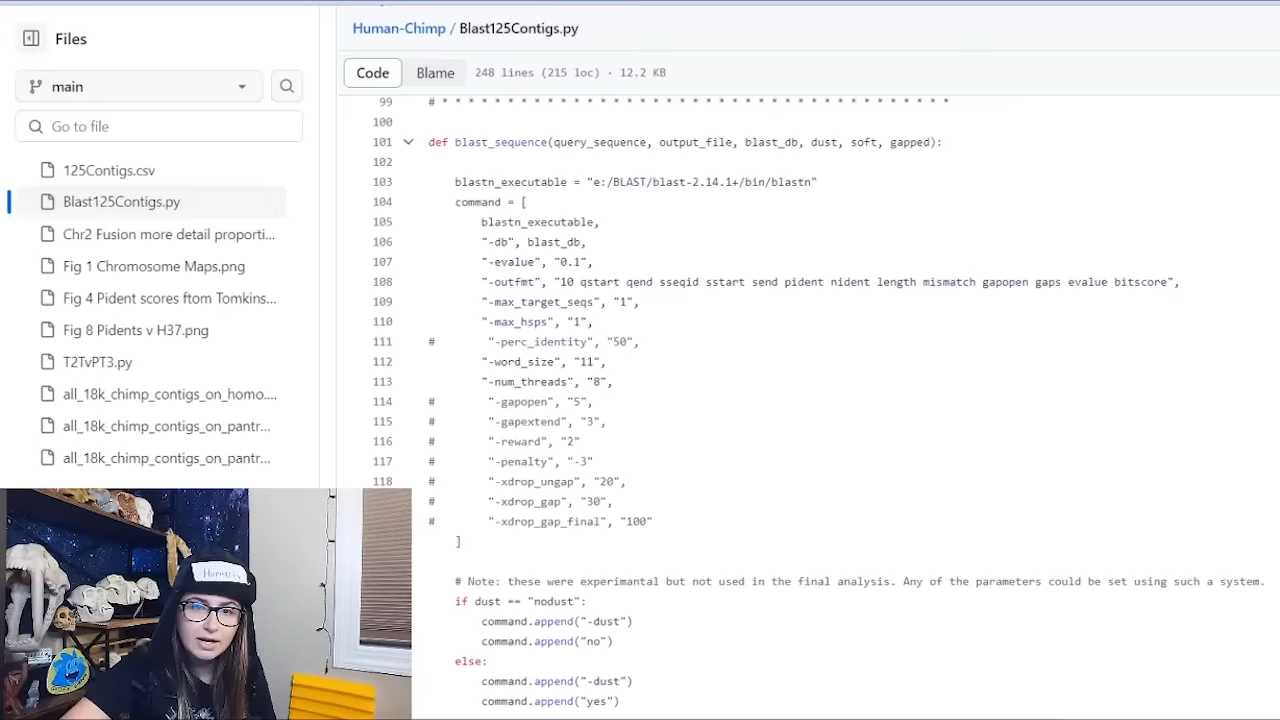 Files
main
Go to file
125Contigs.csv
Blast125Contigs.py
Chr2 Fusion more detail proporti...
Fig 1 Chromosome Maps.png
Fig 4 Pident scores ftom Tomkins...
Fig 8 Pidents v H37.png
T2TvPT3.py
all_18k_chimp_contigs_on_homo....
all_18k_chimp_contigs_on_pantr...
all_18k_chimp_contigs_on_pantr...
Human-Chimp / Blast125Contigs.py
Code Blame 248 lines (215 loc) · 12.2 KB
99 # * * * * * * * * * * * * * * * * * * * * * * * * * * * * * * * * * * * * * * *
100
101 def blast_sequence(query_sequence, output_file, blast_db, dust, soft, gapped):
102
103 blastn_executable = "e:/BLAST/blast-2.14.1+/bin/blastn"
104 command = [
105 blastn_executable,
106 "-db", blast_db,
107 "-evalue", "0.1",
108 "-outfmt", "10 qstart qend sseqid sstart send pident nident length mismatch gapopen gaps evalue bitscore",
109 "-max_target_seqs", "1",
110 "-max_hsps", "1",
111 # "-perc_identity", "50",
112 "-word_size", "11",
113 "-num_threads", "8",
114 # "-gapopen", "5",
115 # "-gapextend", "3",
116 # "-reward", "2"
117 # "-penalty", "-3"
118 # "-xdrop_ungap", "20",
# "-xdrop_gap", "30",
# "-xdrop_gap_final", "100"
]
# Note: these were experimantal but not used in the final analysis. Any of the parameters could be set using such a system.
if dust == "nodust":
command.append("-dust")
command.append("no")
else:
command.append("-dust")
command.append("yes")